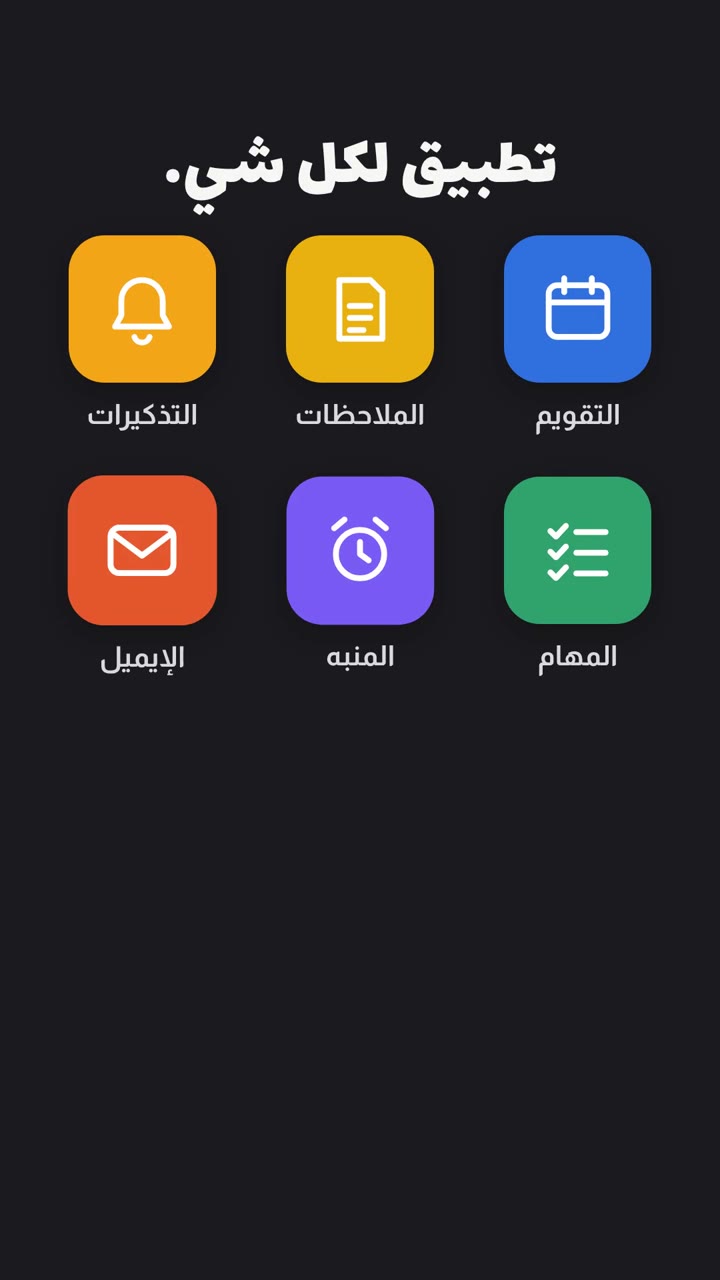 تطبيق لكل شي.
التقويم
الملاحظات
التذكيرات
المهام
المنبه
الإيميل